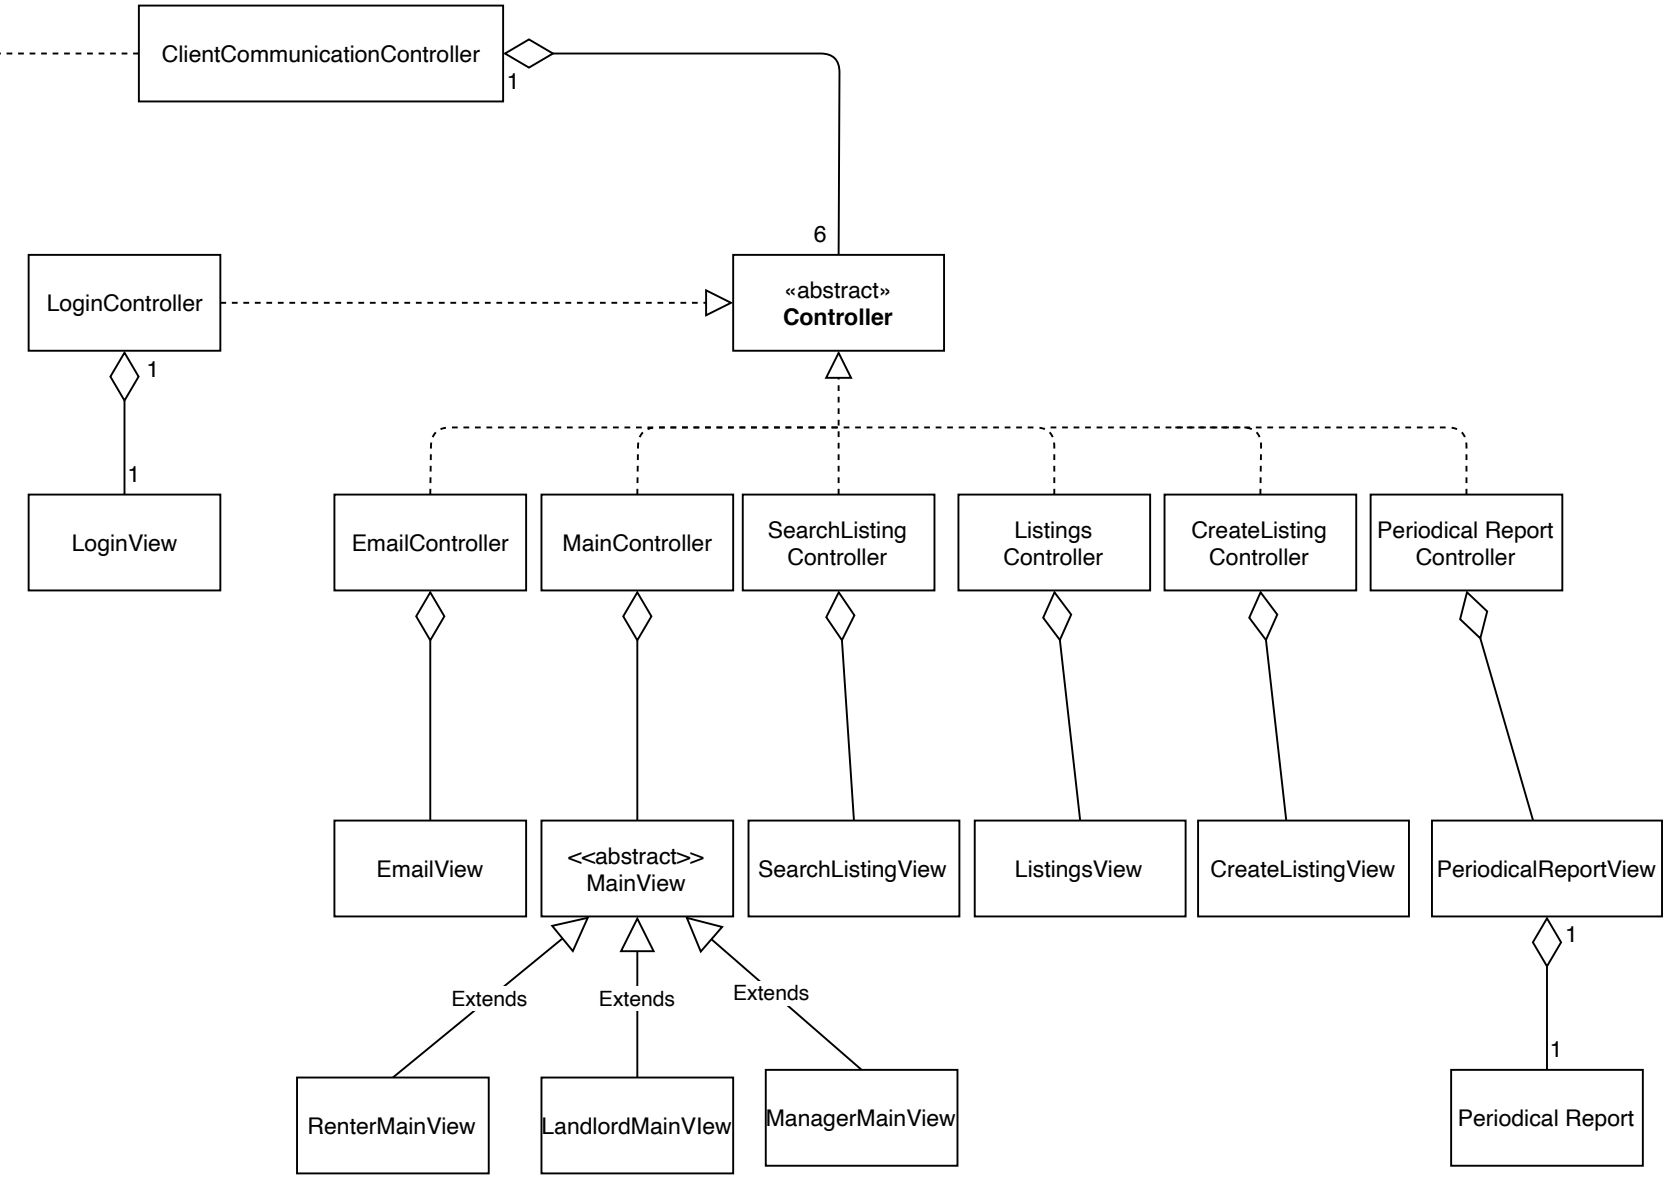 ClientCommunicationController
1
6
LoginController
«abstract»
Controller
1
1
LoginView
EmailController
MainController
SearchListing
Controller
Listings
Controller
CreateListing
Controller
Periodical Report
Controller
EmailView
<<abstract>>
MainView
SearchListingView
ListingsView
CreateListingView
PeriodicalReportView
1
Extends
Extends
Extends
1
RenterMainView
LandlordMainVIew
ManagerMainView
Periodical Report